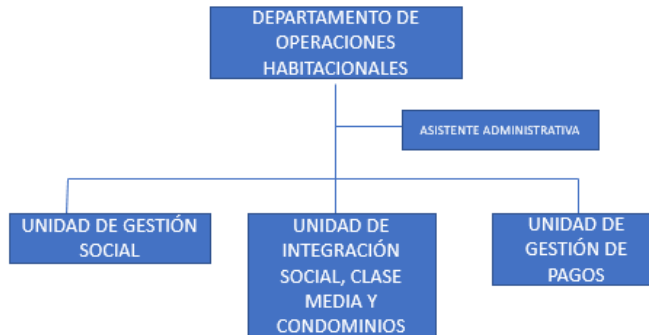 DEPARTAMENTO DE
OPERACIONES
HABITACIONALES
ASISTENTE ADMINISTRATIVA
UNIDAD DE GESTIÓN
SOCIAL
UNIDAD DE
INTEGRACIÓN
SOCIAL, CLASE
MEDIA Y
CONDOMINIOS
UNIDAD DE
GESTIÓN DE
PAGOS